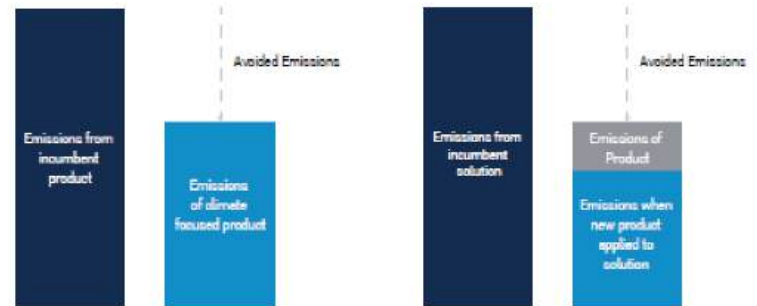 Emissions from
incumbent
product
Avoided Emissions
Emissions
of climate
focused product
Emissions from
incumbent
solution
Avoided Emissions
Emissions of
Product
Emissions when
new product
applied to
solution